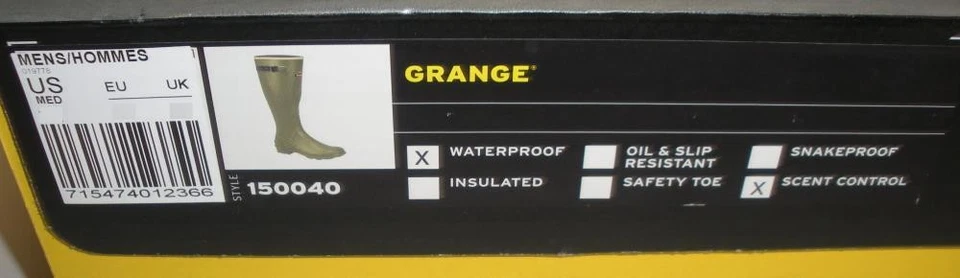 MENS/HOMMES
019778
US EU UK
MED
715474012366
STYLE 150040
GRANGE®
X WATERPROOF
INSULATED
OIL & SLIP
RESISTANT
SAFETY TOE
SNAKEPROOF
X SCENT CONTROL